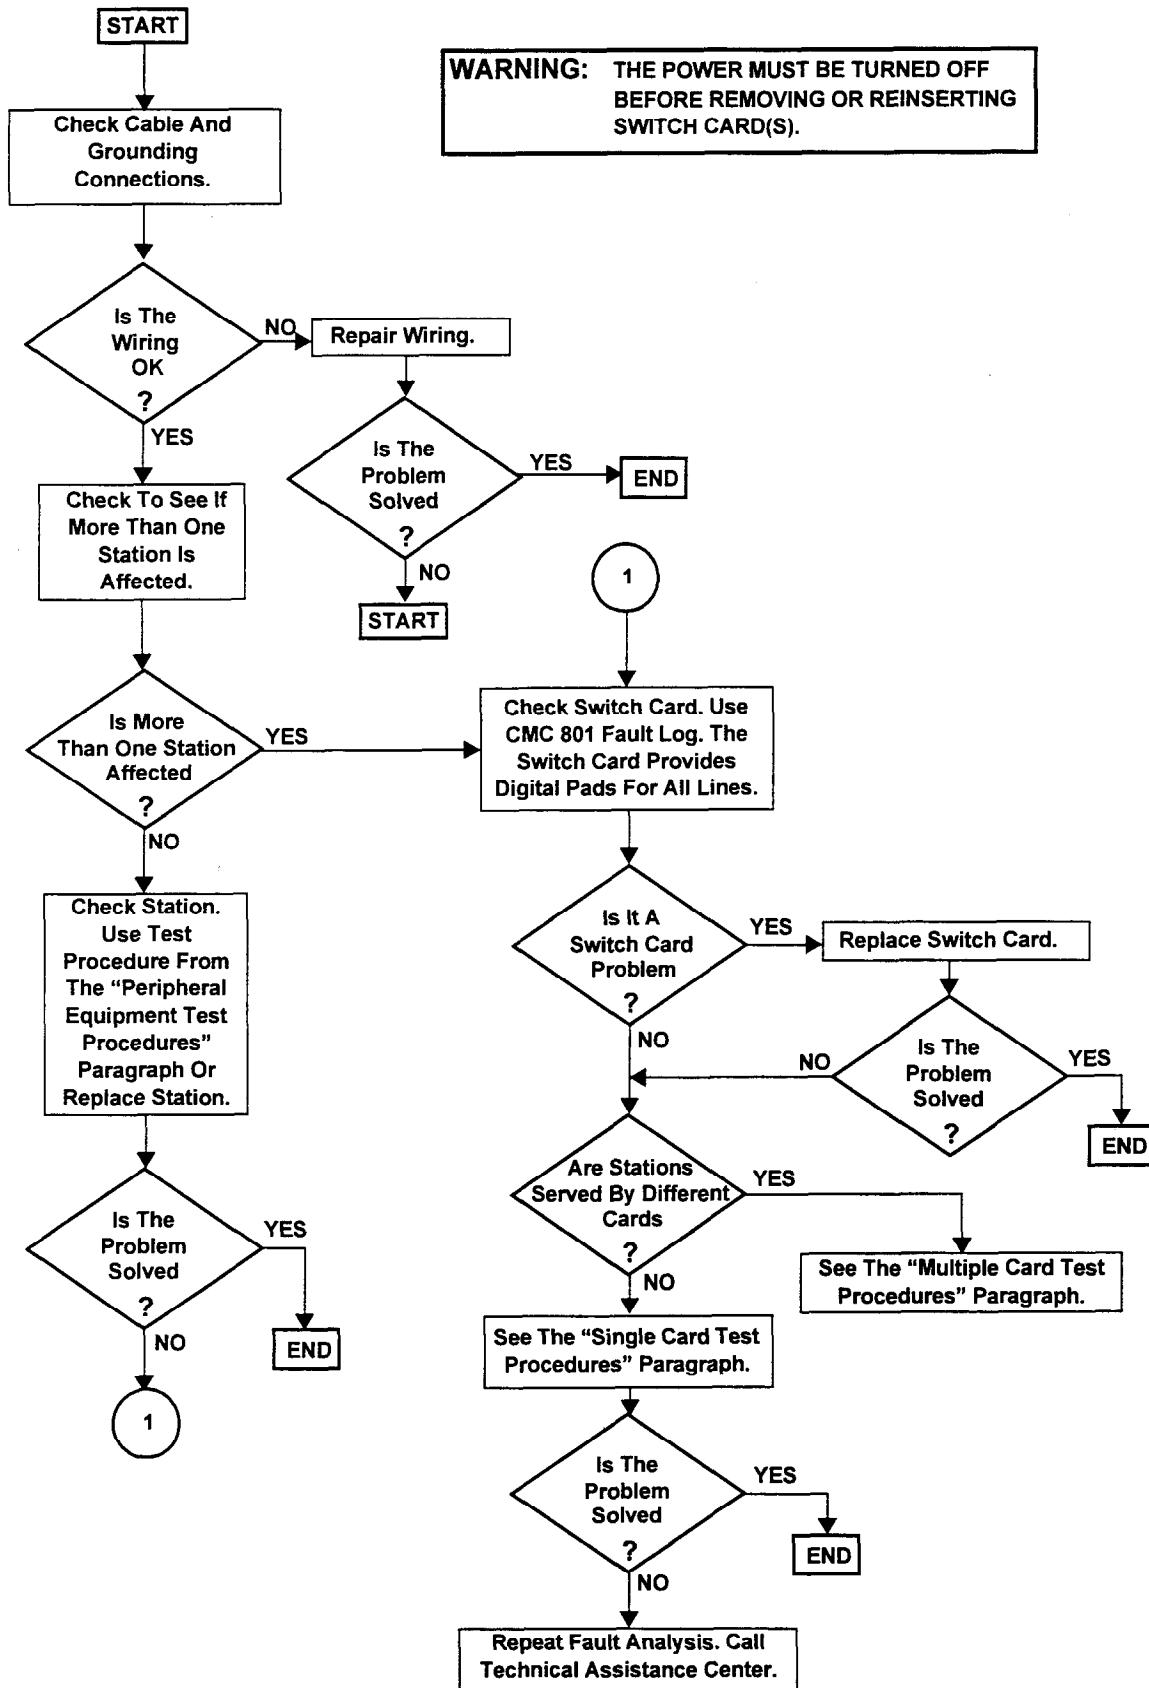 START
WARNING: THE POWER MUST BE TURNED OFF
BEFORE REMOVING OR REINSERTING
SWITCH CARD(S).
Check Cable And
Grounding
Connections.
Is The
Wiring
OK
?
NO
Repair Wiring.
YES
Is The
Problem
Solved
?
YES
END
NO
START
Check To See If
More Than One
Station Is
Affected.
Is More
Than One Station
Affected
?
YES
NO
1
Check Switch Card. Use
CMC 801 Fault Log. The
Switch Card Provides
Digital Pads For All Lines.
Check Station.
Use Test
Procedure From
The “Peripheral
Equipment Test
Procedures”
Paragraph Or
Replace Station.
Is It A
Switch Card
Problem
?
YES
Replace Switch Card.
NO
Is The
Problem
Solved
?
NO
YES
END
Is The
Problem
Solved
?
YES
END
NO
1
Are Stations
Served By Different
Cards
?
YES
See The “Multiple Card Test
Procedures” Paragraph.
NO
See The “Single Card Test
Procedures” Paragraph.
Is The
Problem
Solved
?
YES
END
NO
Repeat Fault Analysis. Call
Technical Assistance Center.